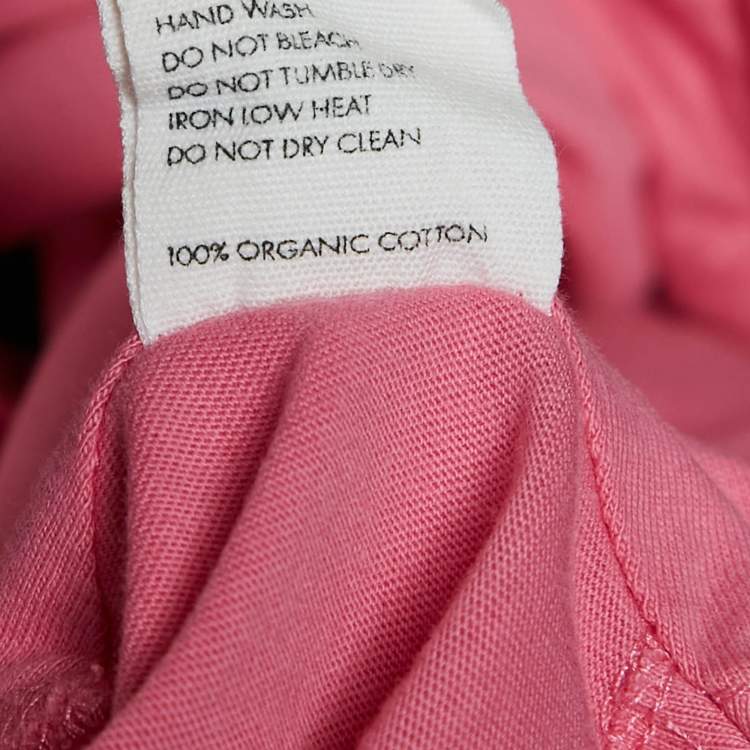 HAND WASH
DO NOT BLEACH
DO NOT TUMBLE DRY
IRON LOW HEAT
DO NOT DRY CLEAN
100% ORGANIC COTTON